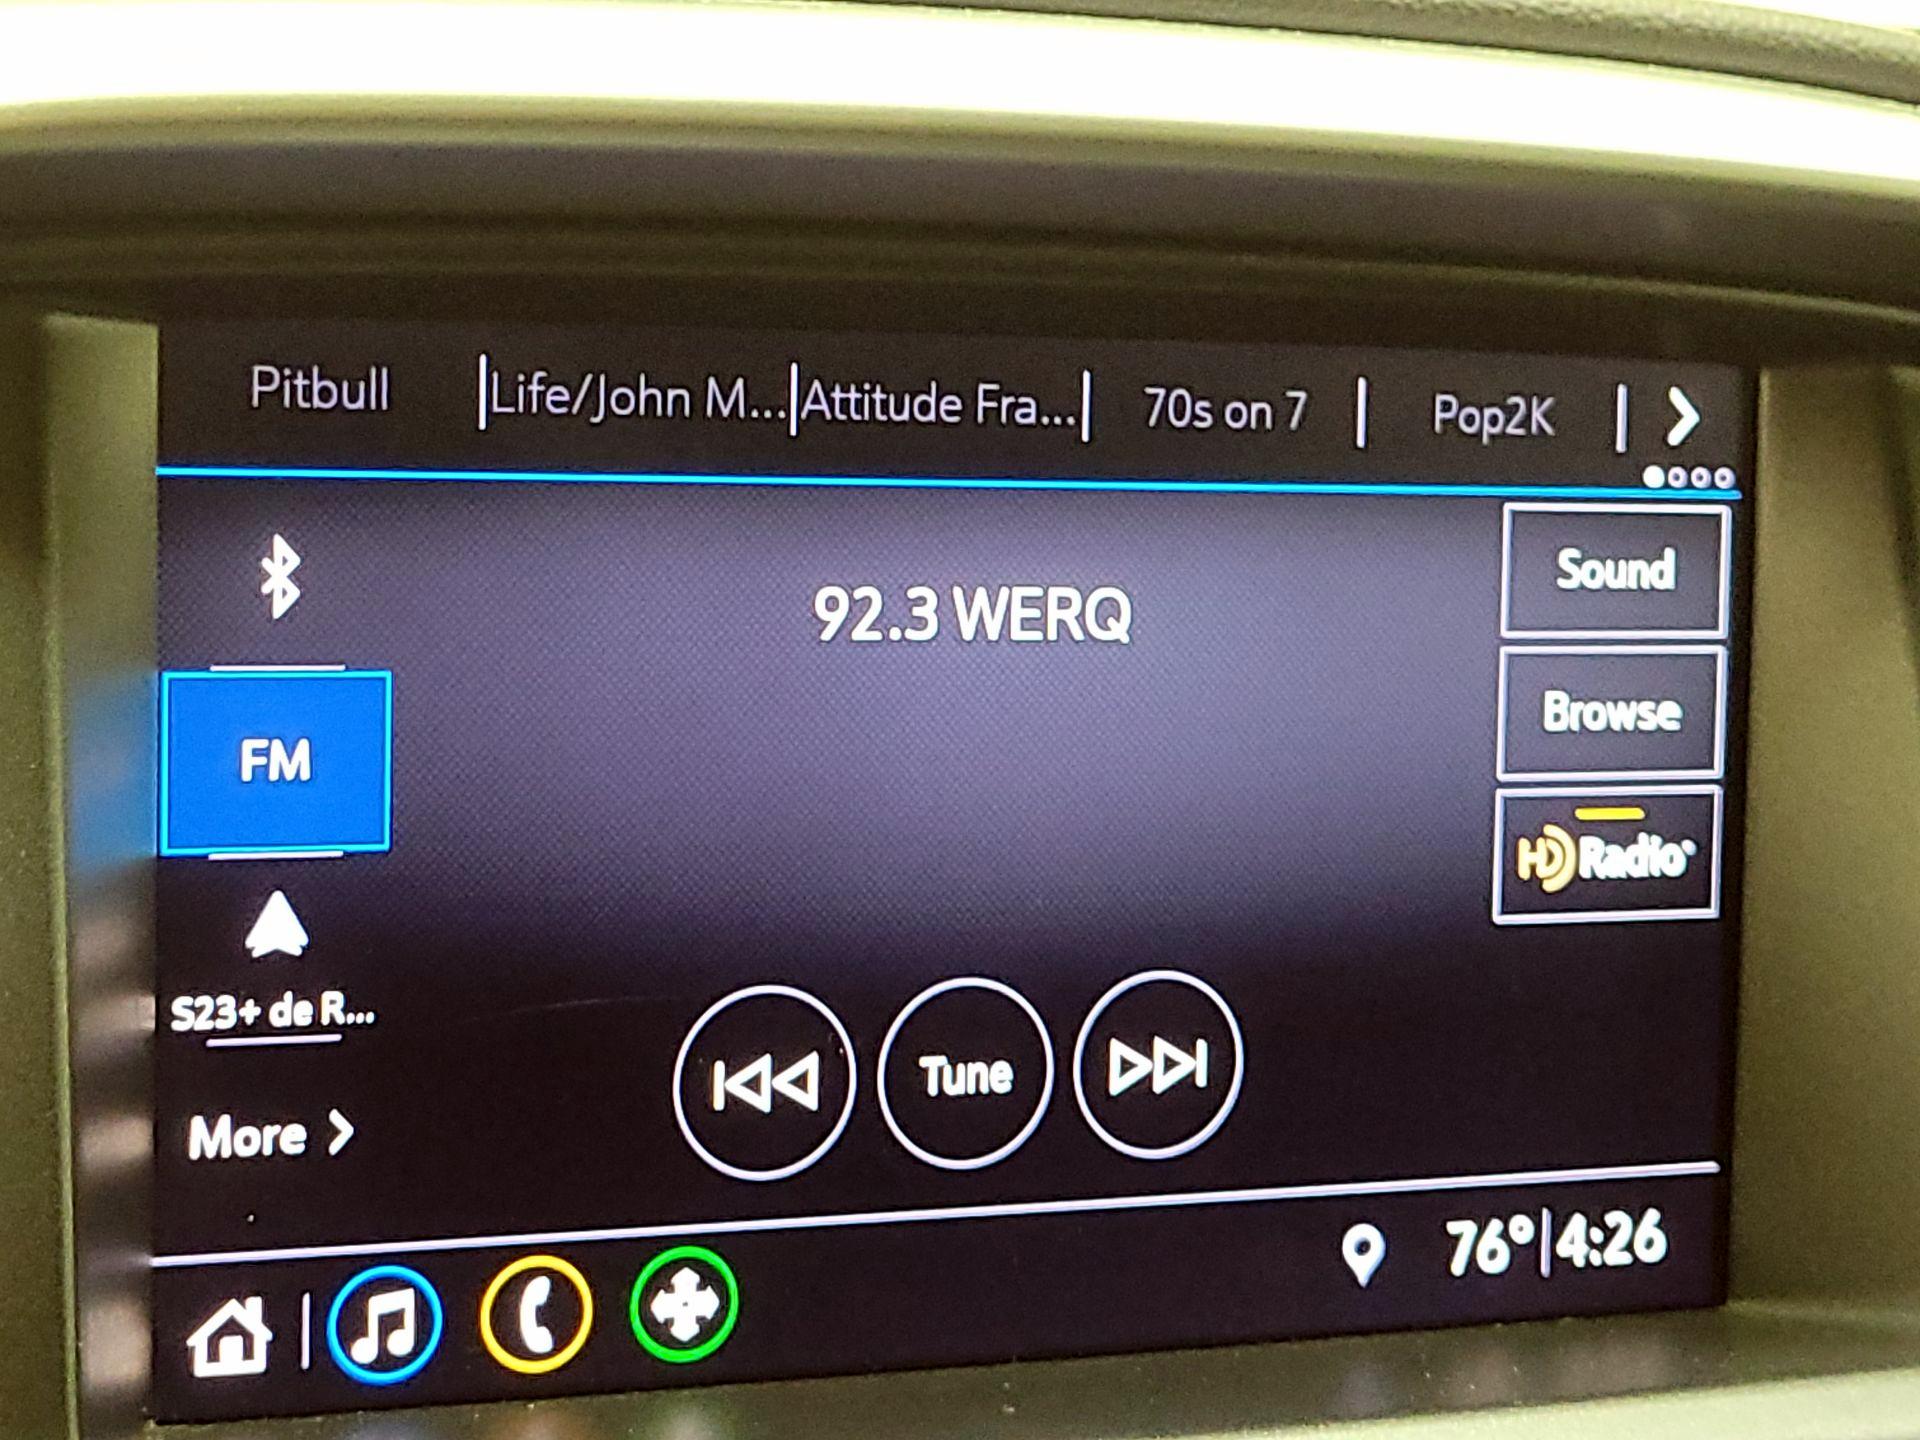 Pitbull
Life/John M...
Attitude Fra...
70s on 7
Pop2K
92.3 WERQ
Sound
Browse
HD Radio
FM
S23+ de R...
More
Tune
76° 4:26